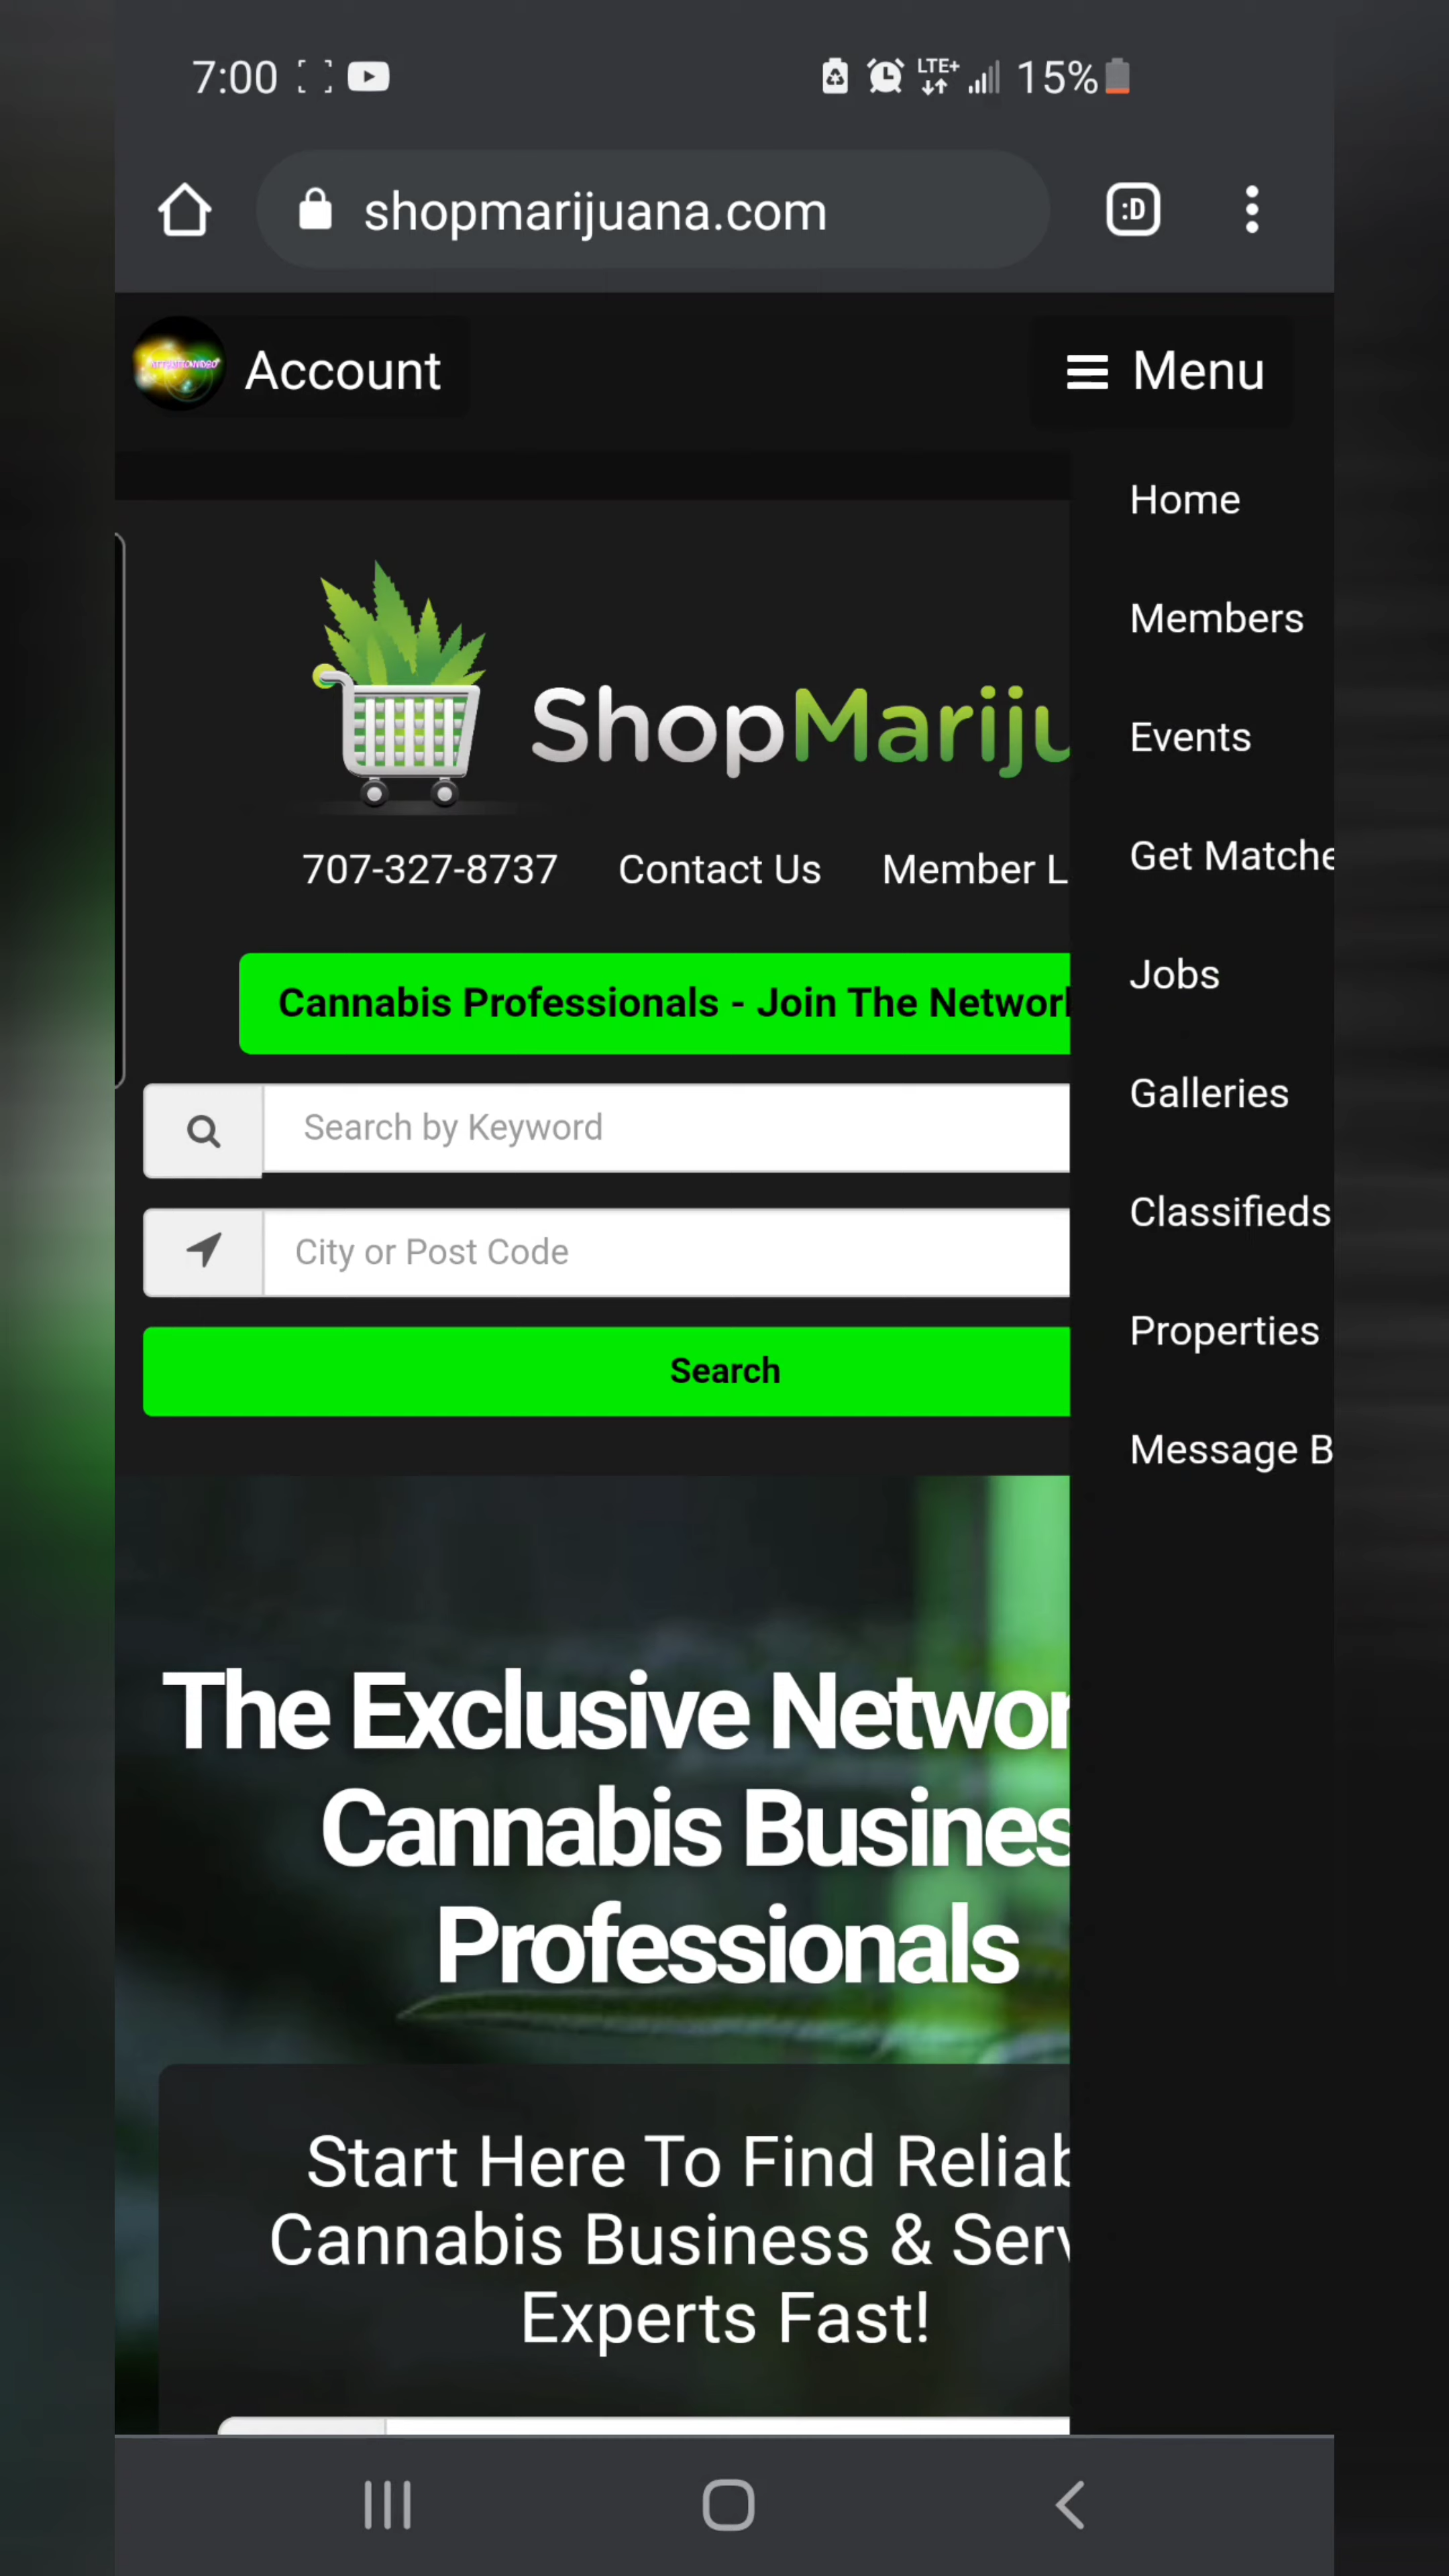 7:00
LTE+
15%
shopmarijuana.com
:D
Account
Menu
Home
Members
Events
Get Matche
Jobs
Galleries
Classifieds
Properties
Message B
ShopMariju
707-327-8737 Contact Us Member L
Cannabis Professionals - Join The Network
Search by Keyword
City or Post Code
Search
The Exclusive Networ
Cannabis Busines
Professionals
Start Here To Find Reliab
Cannabis Business & Serv
Experts Fast!